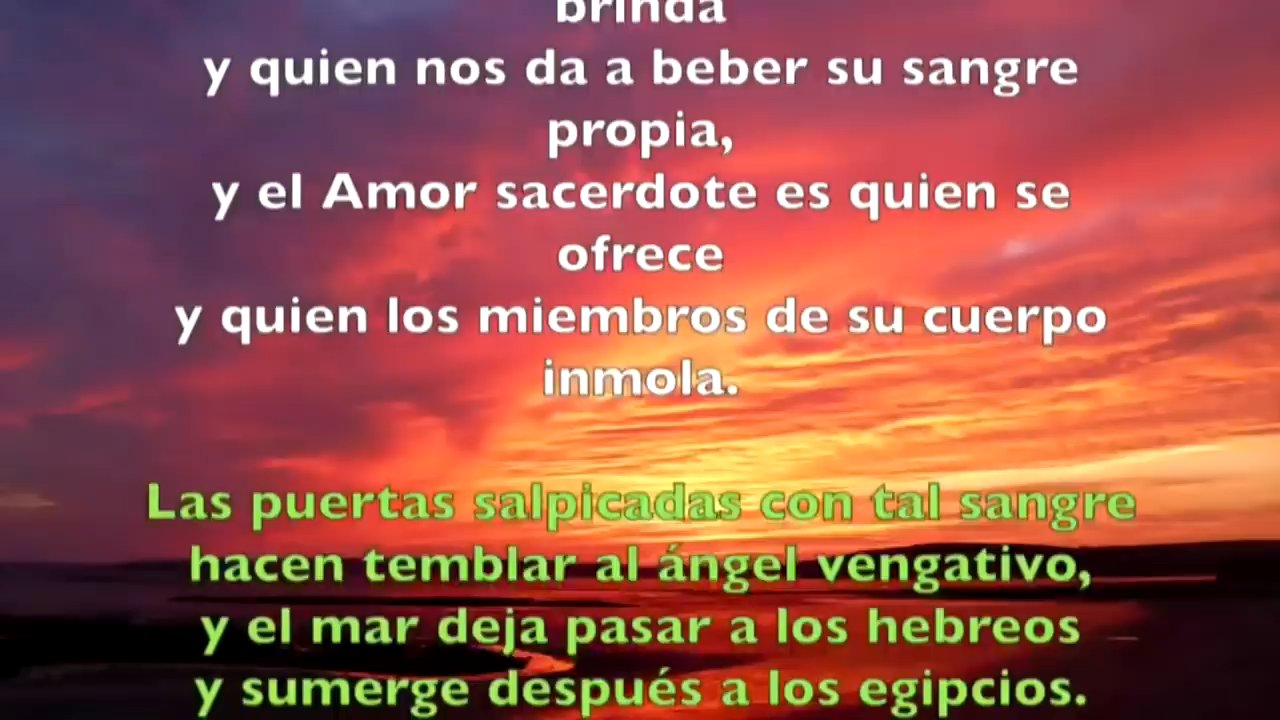 brinda
y quien nos da a beber su sangre
propia,
y el Amor sacerdote es quien se
ofrece
y quien los miembros de su cuerpo
inmola.
Las puertas salpicadas con tal sangre
hacen temblar al ángel vengativo,
y el mar deja pasar a los hebreos
y sumerge después a los egipcios.